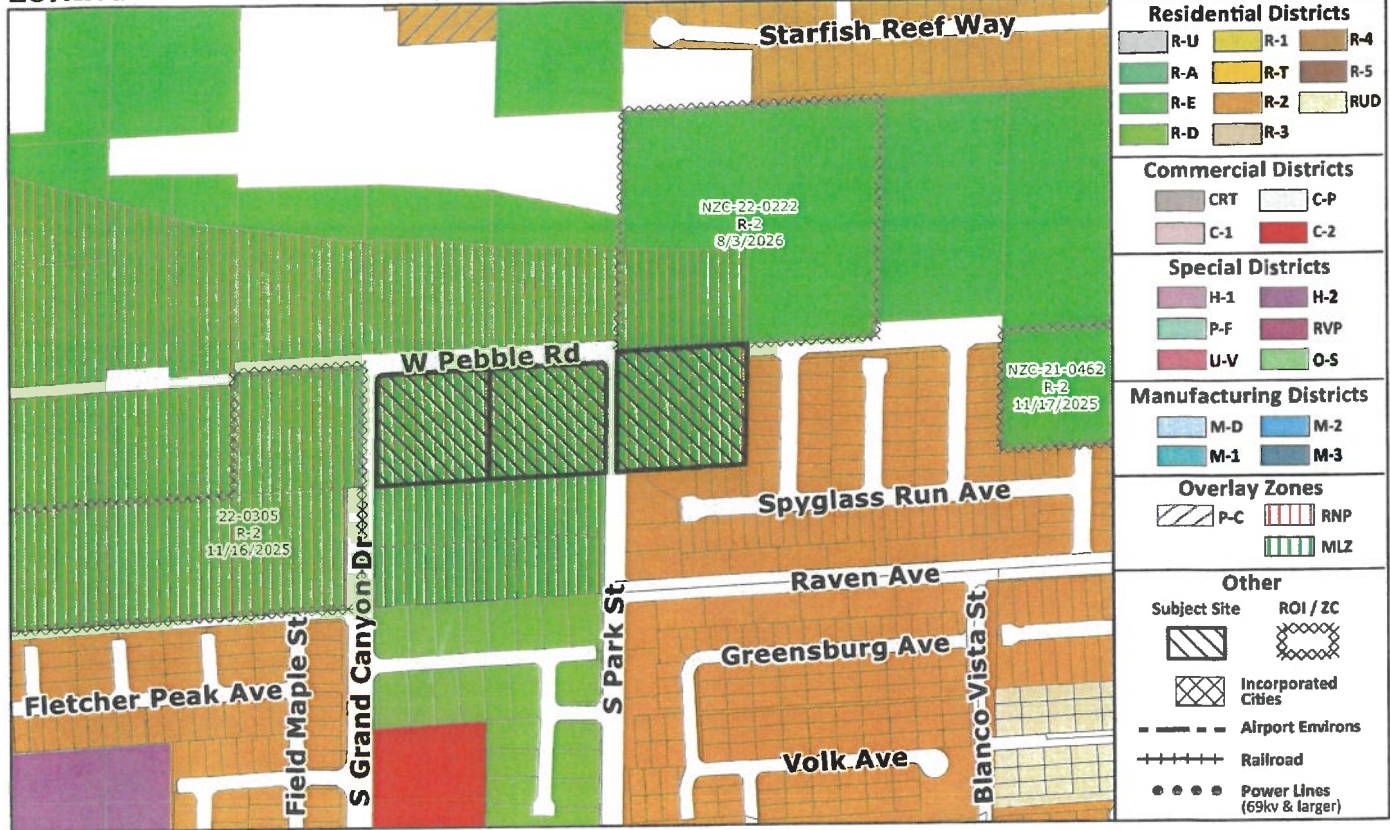 Starfish Reef Way
NZC-22-0222
R-2
8/3/2026
W Pebble Rd
NZC-21-0462
R-2
11/17/2025
Spyglass Run Ave
22-0305
R-2
11/16/2025
Raven Ave
Greensburg Ave
Fletcher Peak Ave
Volk Ave
Field Maple St
S Grand Canyon Dr
S Park St
Blanco Vista St
Residential Districts
R-U
R-1
R-4
R-A
R-T
R-5
R-E
R-2
RUD
R-D
R-3
Commercial Districts
CRT
C-P
C-1
C-2
Special Districts
H-1
H-2
P-F
RVP
U-V
O-S
Manufacturing Districts
M-D
M-2
M-1
M-3
Overlay Zones
P-C
RNP
MLZ
Other
Subject Site
ROI / ZC
Incorporated
Cities
Airport Environs
Railroad
Power Lines
(69kv & larger)